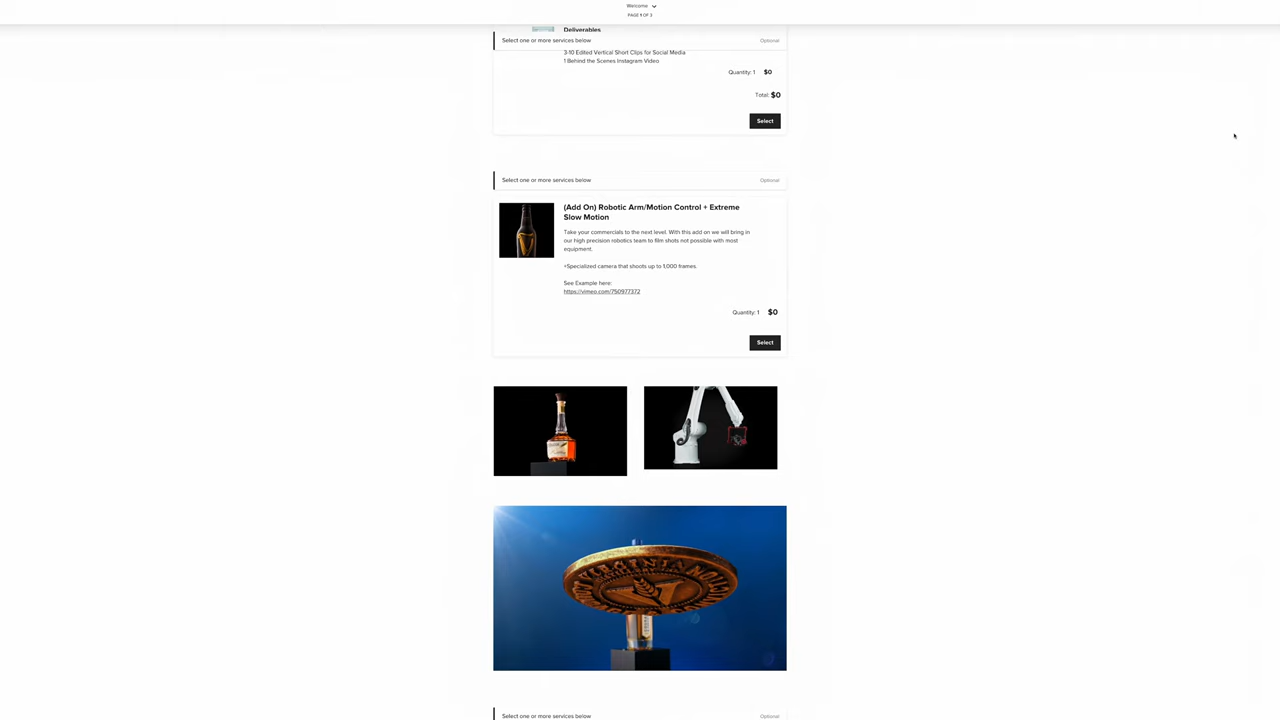 Welcome
PAGE 1 OF 3
Deliverables
Select one or more services below
Optional
3-10 Edited Vertical Short Clips for Social Media
1 Behind the Scenes Instagram Video
Quantity: 1 $0
Total: $0
Select
Select one or more services below
Optional
(Add On) Robotic Arm/Motion Control + Extreme
Slow Motion
Take your commercials to the next level. With this add on we will bring in
our high precision robotics team to film shots not possible with most
equipment.
+Specialized camera that shoots up to 1,000 frames.
See Example here:
https://vimeo.com/750977372
Quantity: 1 $0
Select
Select one or more services below
Optional